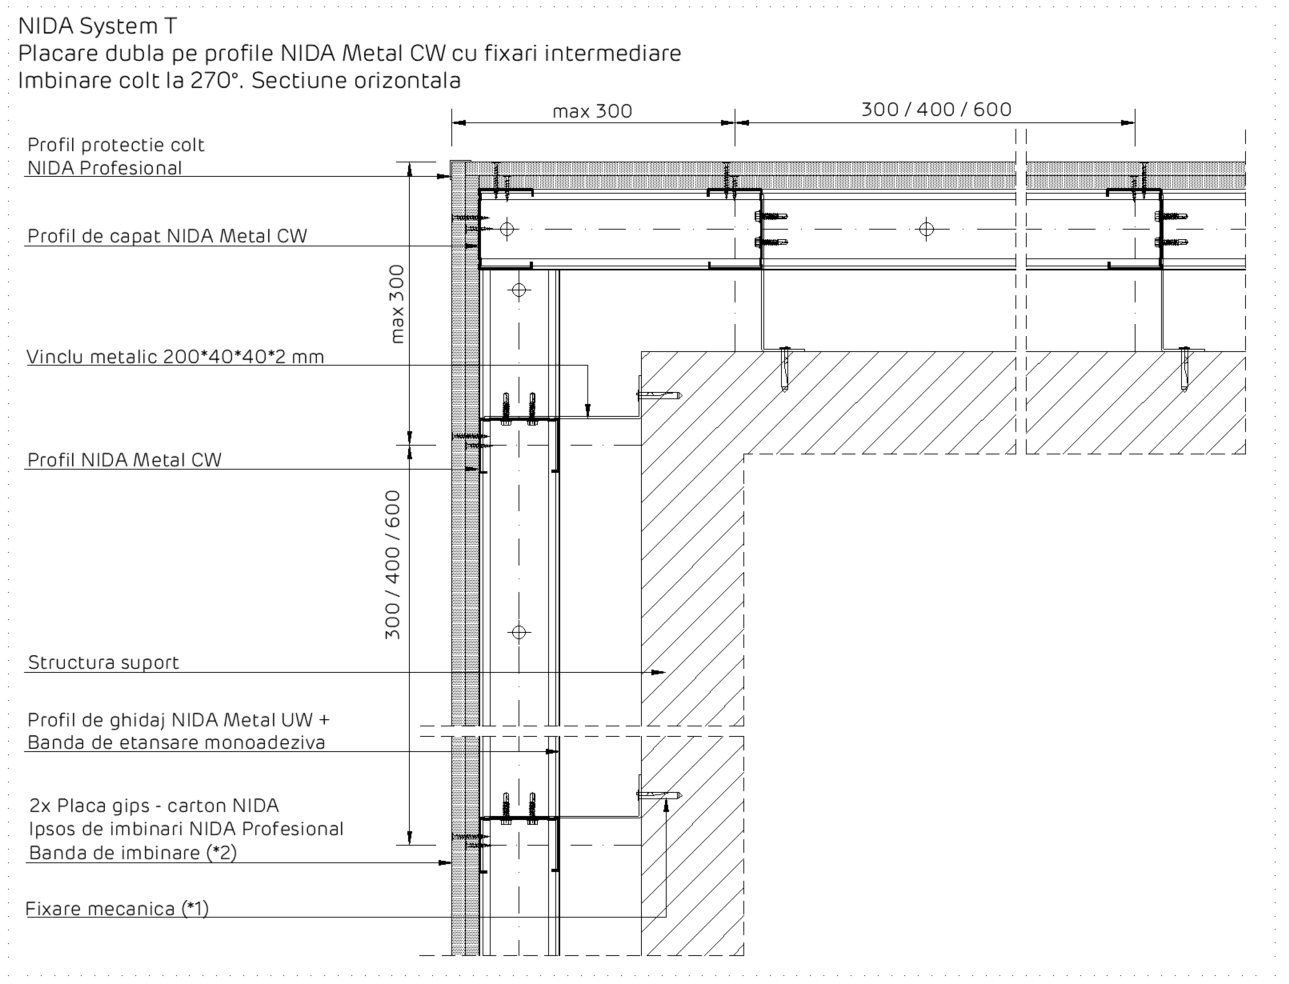 NIDA System T
Placare dubla pe profile NIDA Metal CW cu fixari intermediare
Imbinare colt la 270°. Sectiune orizontala
max 300
300 / 400 / 600
Profil protectie colt
NIDA Profesional
Profil de capat NIDA Metal CW
max 300
Vinclu metalic 200*40*40*2 mm
Profil NIDA Metal CW
300 / 400 / 600
Structura suport
Profil de ghidaj NIDA Metal UW +
Banda de etansare monoadeziva
2x Placa gips - carton NIDA
Ipsos de imbinari NIDA Profesional
Banda de imbinare (*2)
Fixare mecanica (*1)